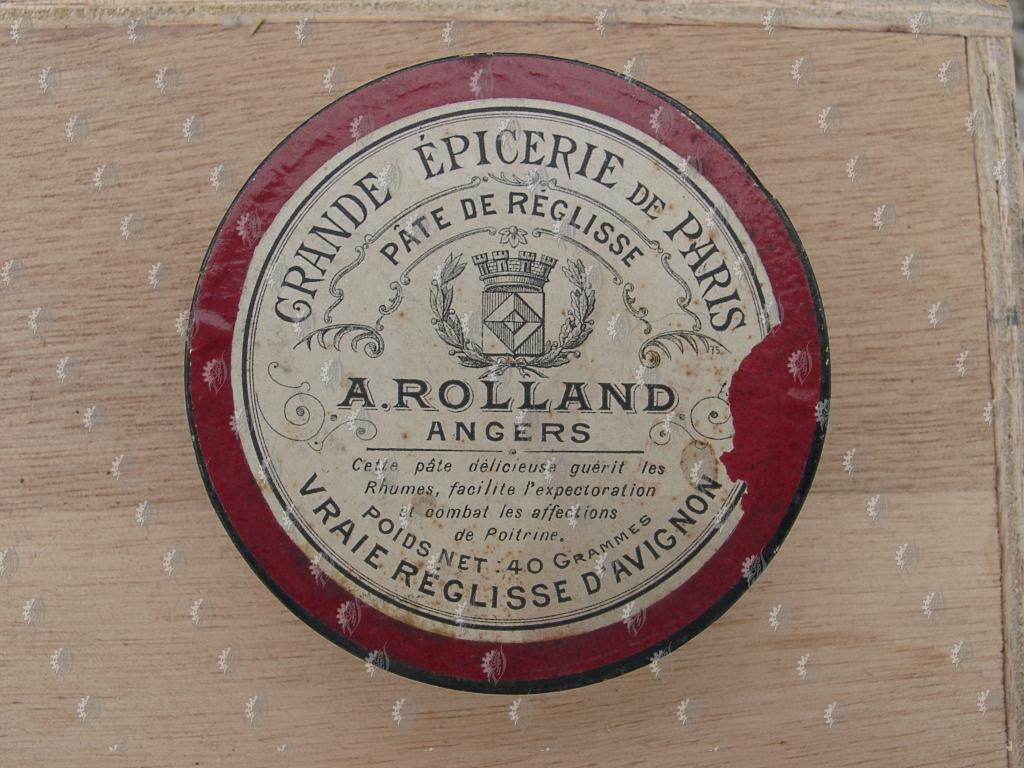 GRANDE ÉPICERIE DE PARIS
PÂTE DE RÉGLISSE
A. ROLLAND
ANGERS
Cette pâte délicieuse guérit les
Rhumes, facilite l'expectoration
et combat les affections
de Poitrine.
POIDS NET : 40 GRAMMES
VRAIE RÉGLISSE D'AVIGNON